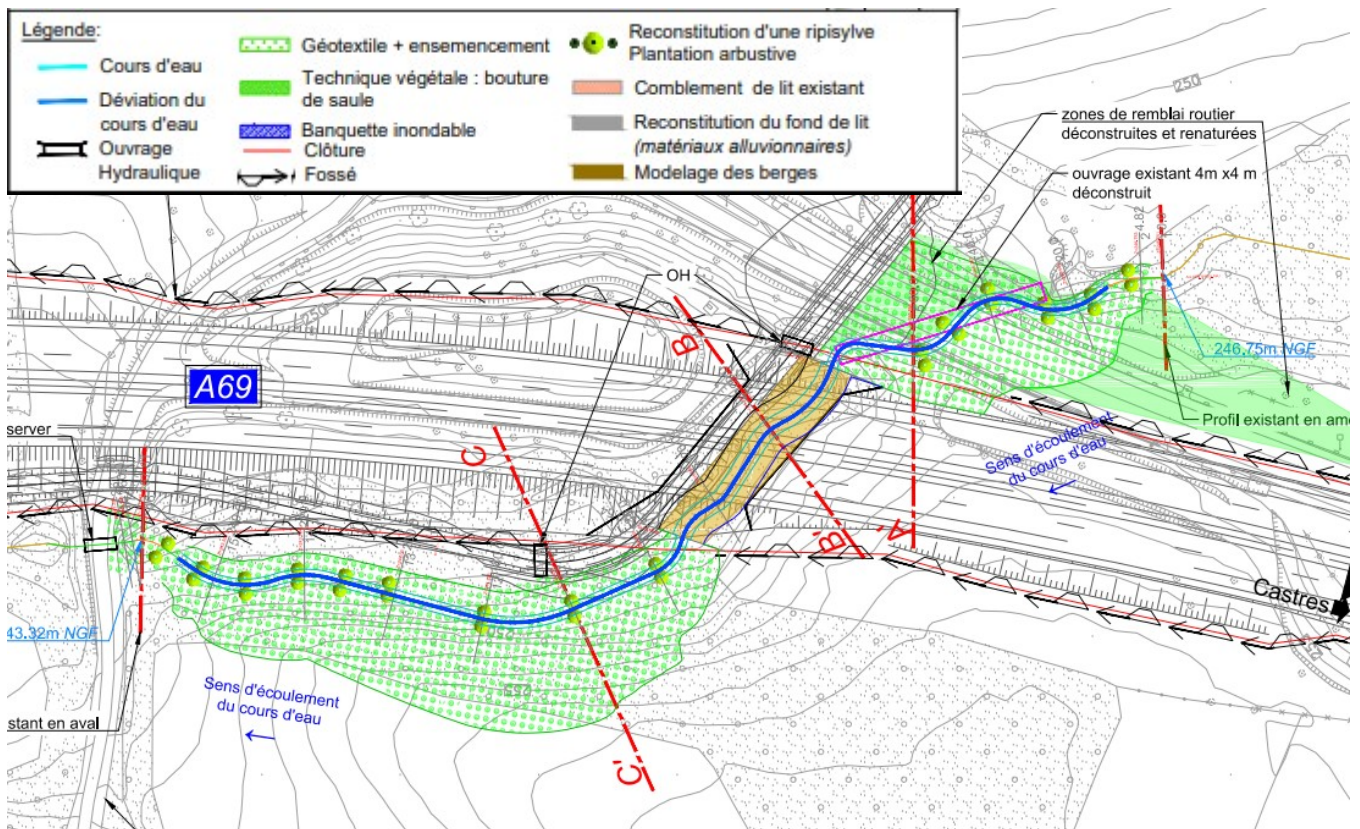 Légende:
Cours d'eau
Déviation du
cours d'eau
Ouvrage
Hydraulique
Géotextile + ensemencement
Technique végétale : bouture
de saule
Banquette inondable
Clôture
Fossé
Reconstitution d'une ripisylve
Plantation arbustive
Comblement de lit existant
Reconstitution du fond de lit
(matériaux alluvionnaires)
Modelage des berges
250
zones de remblai routier
déconstruites et renaturées
ouvrage existant 4m x4 m
déconstruit
OH
250
B
A69
246.75m NGF
Profil existant en amo
Sens d'écoulement
du cours d'eau
server
C
B'
A'
Castres
43.32m NGF
250
255
Sens d'écoulement
du cours d'eau
stant en aval
C'